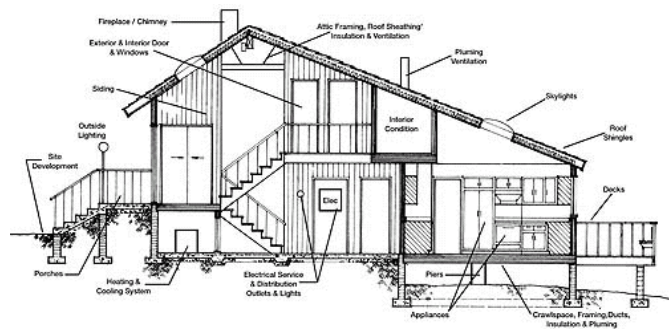 Fireplace / Chimney
Attic Framing, Roof Sheathing'
Insulation & Ventilation
Exterior & Interior Door
& Windows
Pluming
Ventilation
Siding
Skylights
Outside
Lighting
Interior
Condition
Roof
Shingles
Site
Development
Elec
Decks
Porches
Heating &
Cooling System
Electrical Service
& Distribution
Outlets & Lights
Piers
Appliances
Crawlspace, Framing,Ducts,
Insulation & Pluming